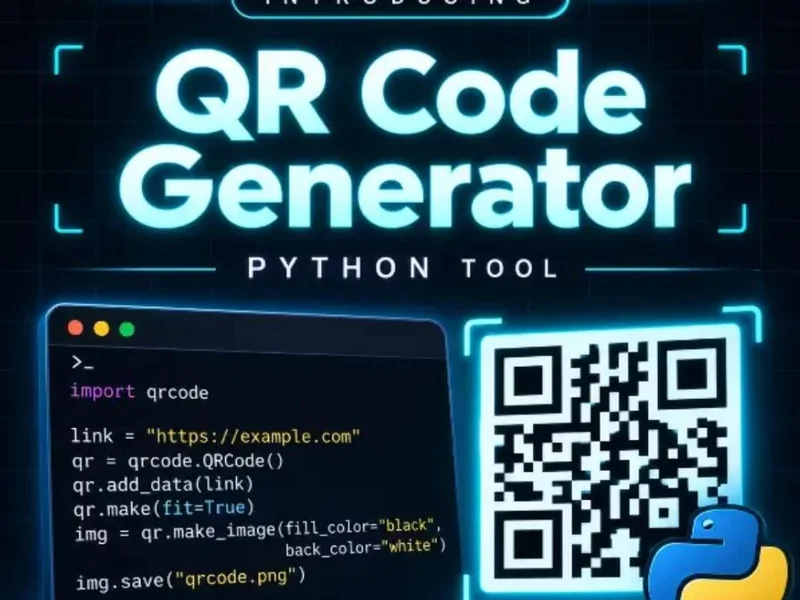 INTRODUCING
QR Code
Generator
PYTHON TOOL
>_
import qrcode
link = "https://example.com"
qr = qrcode.QRCode()
qr.add_data(link)
qr.make(fit=True)
img = qr.make_image(fill_color="black",
back_color="white")
img.save("qrcode.png")